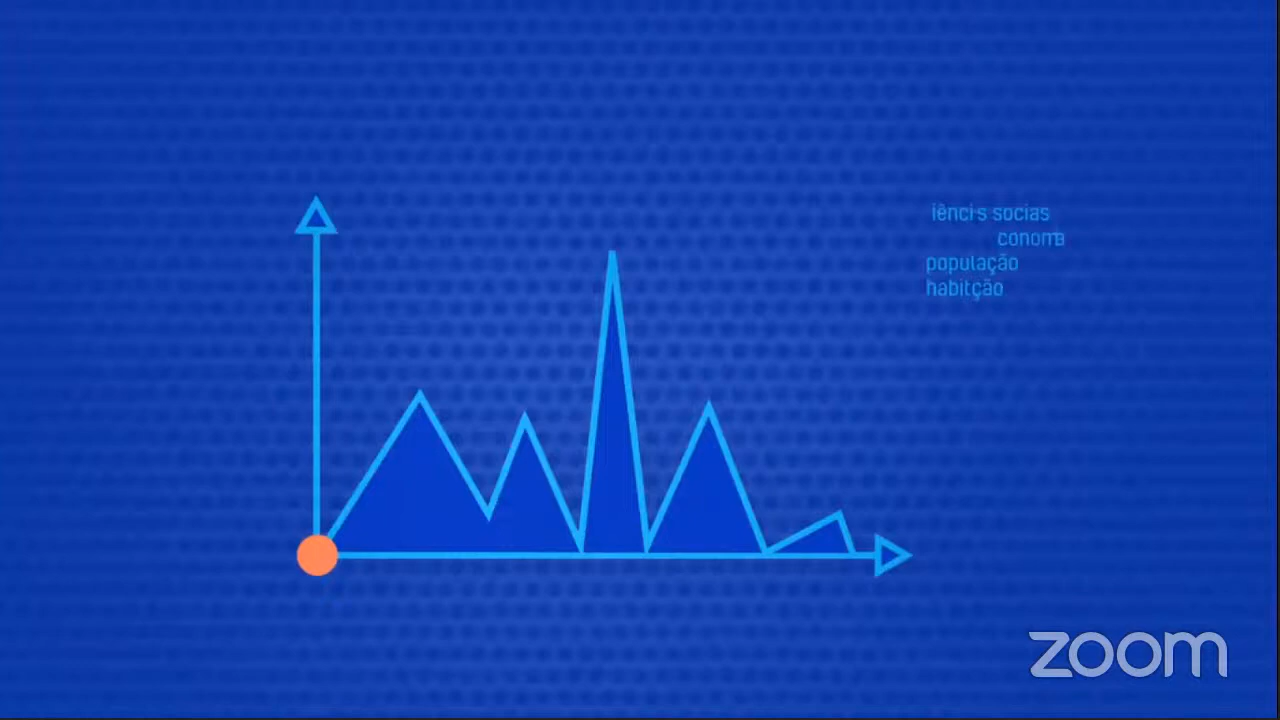 iênci s socias
conoma
população
habitção
zoom